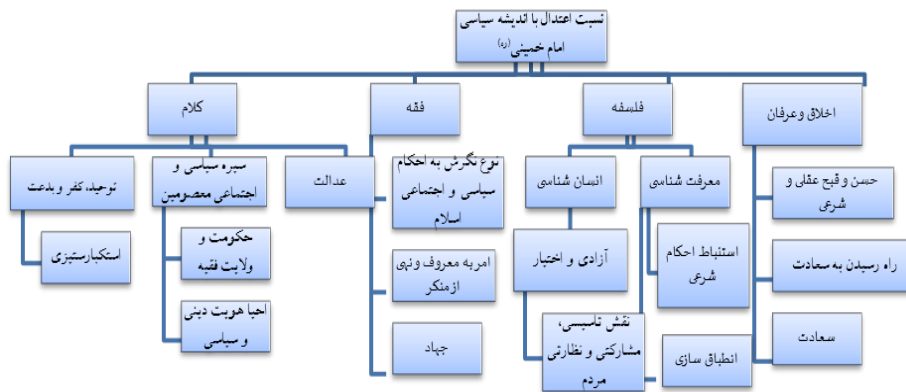 نسبت اعتدال با اندیشه سیاسی
امام خمینی(ره)
اخلاق و عرفان
فلسفه
فقه
کلام
حسن و قبح عقلی و
شرعی
راه رسیدن به سعادت
سعادت
معرفت شناسی
انسان شناسی
استنباط احکام
شرعی
انطباق سازی
آزادی و اختیار
نقش تاسیسی،
مشارکتی و نظارتی
مردم
نوع نگرش به احکام
سیاسی و اجتماعی
اسلام
امر به معروف و نهی
از منکر
جهاد
عدالت
سیره سیاسی و
اجتماعی معصومین
حکومت و
ولایت فقیه
احیا هویت دینی
و سیاسی
توحید، کفر و بدعت
استکبارستیزی